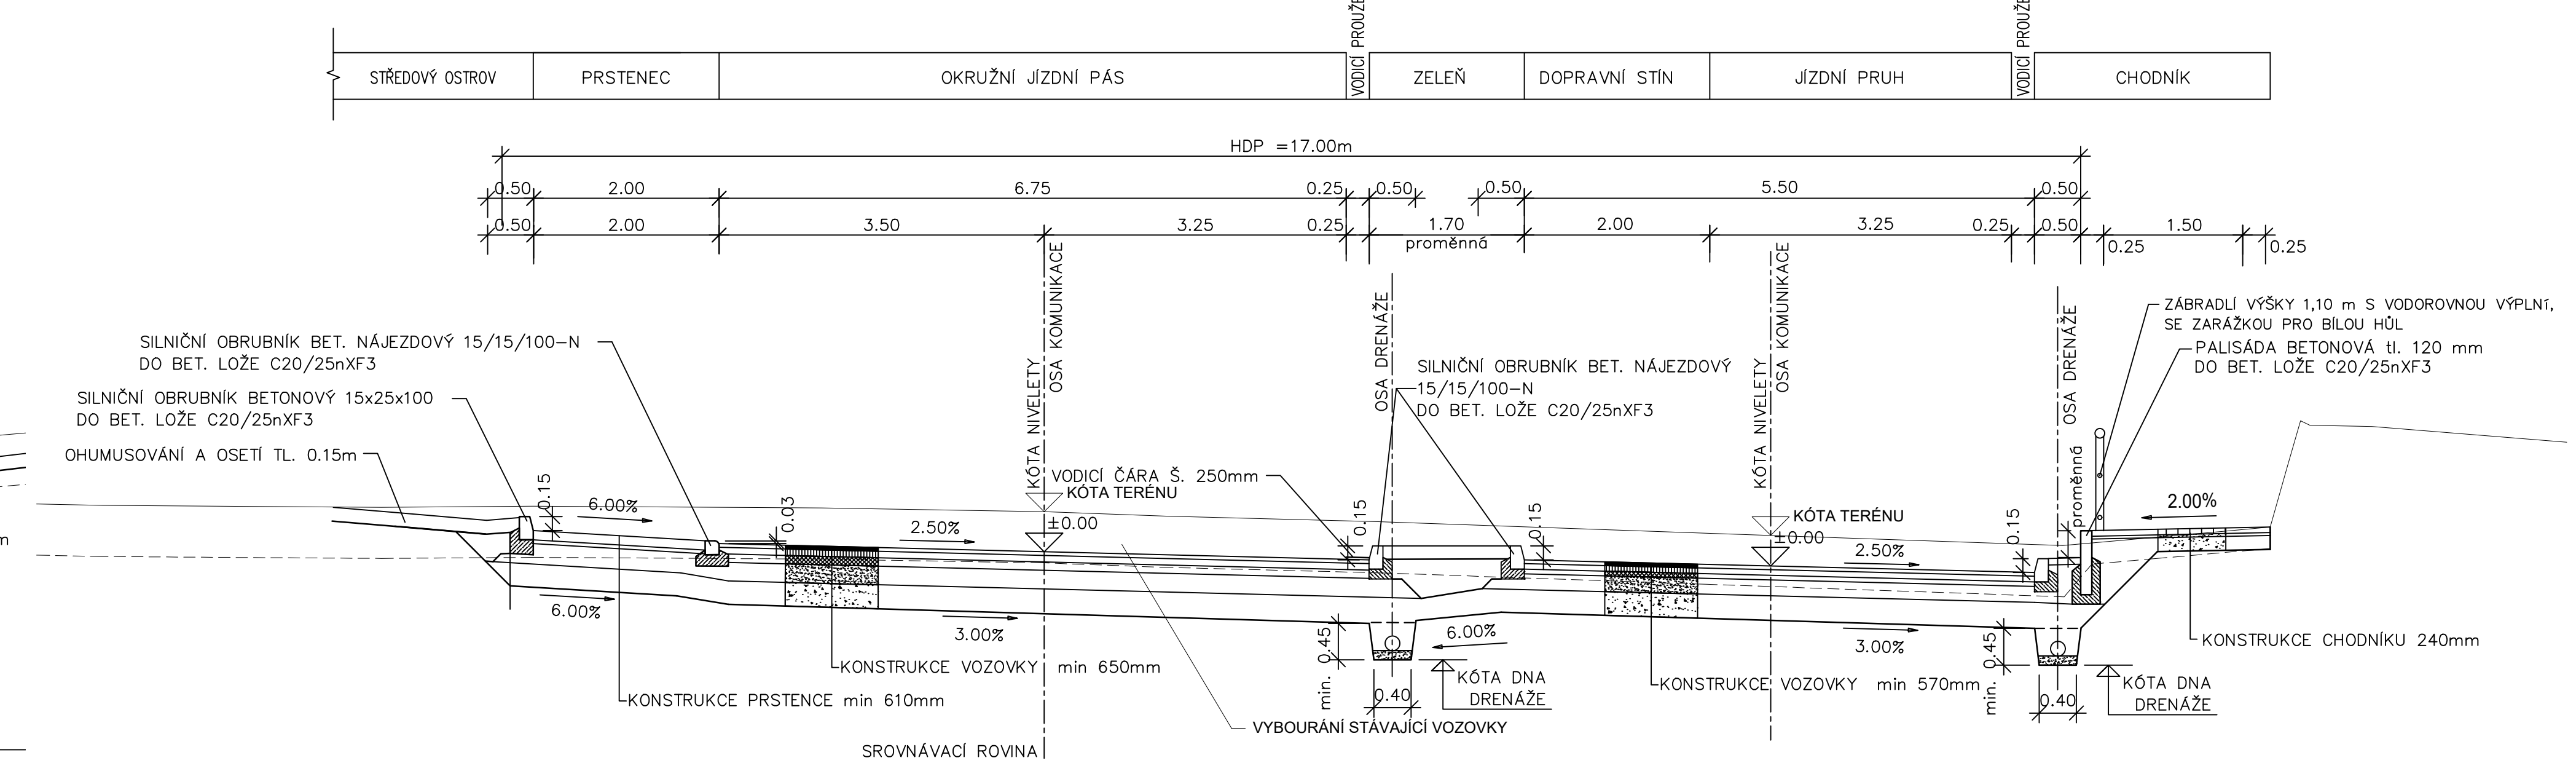 VODICÍ PROUŽE
VODICÍ PROUŽE
STŘEDOVÝ OSTROV
PRSTENEC
OKRUŽNÍ JÍZDNÍ PÁS
ZELEŇ
DOPRAVNÍ STÍN
JÍZDNÍ PRUH
CHODNÍK
HDP =17.00m
0.50
2.00
6.75
0.25
0.50
0.50
5.50
0.50
0.50
2.00
3.50
3.25
0.25
1.70
proměnná
2.00
3.25
0.25
0.50
0.25
1.50
0.25
KÓTA NIVELETY
OSA KOMUNIKACE
OSA DRENÁŽE
KÓTA NIVELETY
OSA KOMUNIKACE
OSA DRENÁŽE
ZÁBRADLÍ VÝŠKY 1,10 m S VODOROVNOU VÝPLNÍ,
SE ZARÁŽKOU PRO BÍLOU HŮL
PALISÁDA BETONOVÁ tl. 120 mm
DO BET. LOŽE C20/25nXF3
SILNIČNÍ OBRUBNÍK BET. NÁJEZDOVÝ 15/15/100-N
DO BET. LOŽE C20/25nXF3
SILNIČNÍ OBRUBNÍK BET. NÁJEZDOVÝ
15/15/100-N
DO BET. LOŽE C20/25nXF3
SILNIČNÍ OBRUBNÍK BETONOVÝ 15x25x100
DO BET. LOŽE C20/25nXF3
OHUMUSOVÁNÍ A OSETÍ TL. 0.15m
VODICÍ ČÁRA Š. 250mm
KÓTA TERÉNU
±0.00
KÓTA TERÉNU
±0.00
0.15
6.00%
0.03
2.50%
0.15
0.15
2.50%
0.15
proměnná
2.00%
m
6.00%
3.00%
min. 0.45
6.00%
3.00%
min. 0.45
KONSTRUKCE CHODNÍKU 240mm
KONSTRUKCE VOZOVKY min 650mm
KONSTRUKCE PRSTENCE min 610mm
KONSTRUKCE VOZOVKY min 570mm
0.40
KÓTA DNA
DRENÁŽE
0.40
KÓTA DNA
DRENÁŽE
VYBOURÁNÍ STÁVAJÍCÍ VOZOVKY
SROVNÁVACÍ ROVINA